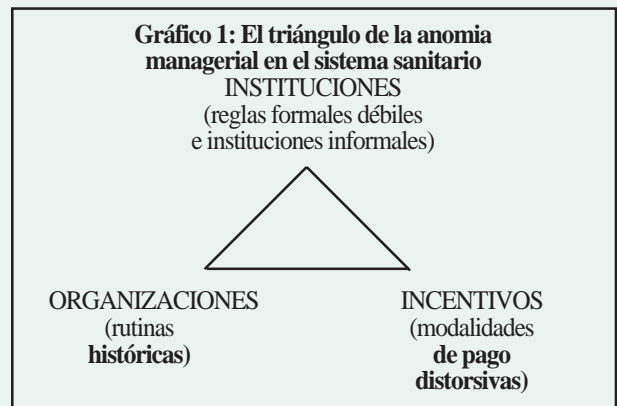 Gráfico 1: El triángulo de la anomia
managerial en el sistema sanitario
INSTITUCIONES
(reglas formales débiles
e instituciones informales)
ORGANIZACIONES
(rutinas
históricas)
INCENTIVOS
(modalidades
de pago
distorsivas)